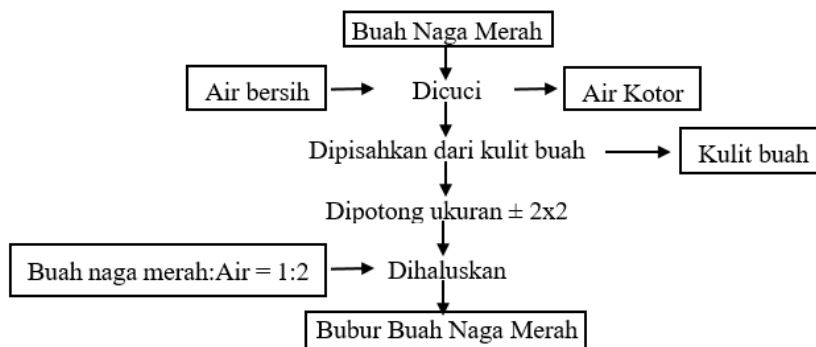 Buah Naga Merah
Air bersih
Dicuci
Air Kotor
Dipisahkan dari kulit buah
Kulit buah
Dipotong ukuran ± 2x2
Buah naga merah:Air = 1:2
Dihaluskan
Bubur Buah Naga Merah